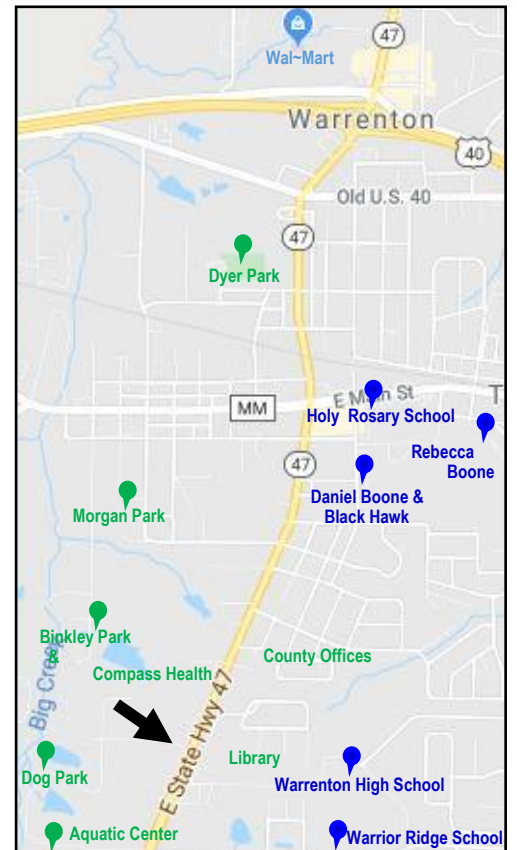 47
Wal~Mart
Warrenton
40
Old U.S. 40
47
Dyer Park
E Main St
MM
Holy Rosary School
Rebecca
Boone
47
Daniel Boone &
Black Hawk
Morgan Park
Binkley Park
&
Big Creek
County Offices
Compass Health
E State Hwy 47
Library
Dog Park
Warrenton High School
Aquatic Center
Warrior Ridge School